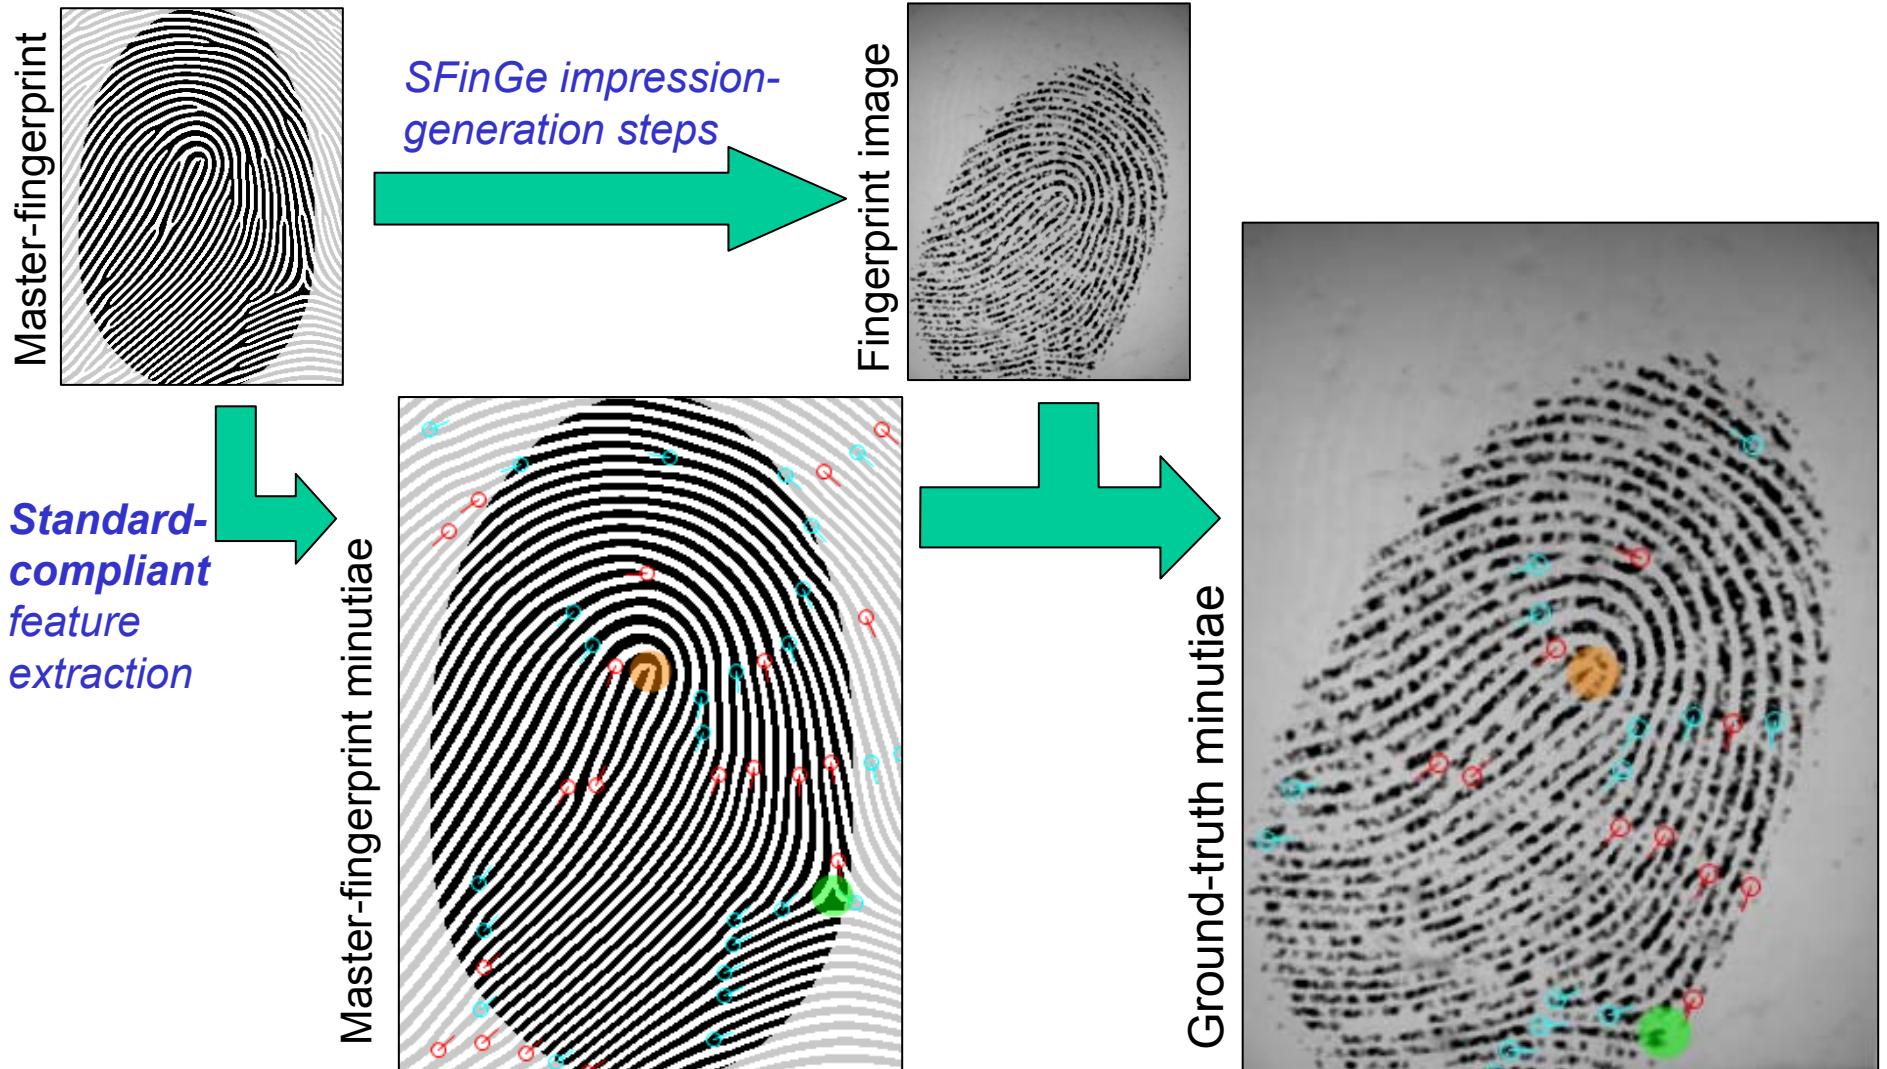 Master-fingerprint
SFinGe impression-
generation steps
Fingerprint image
Standard-
compliant
feature
extraction
Master-fingerprint minutiae
Ground-truth minutiae